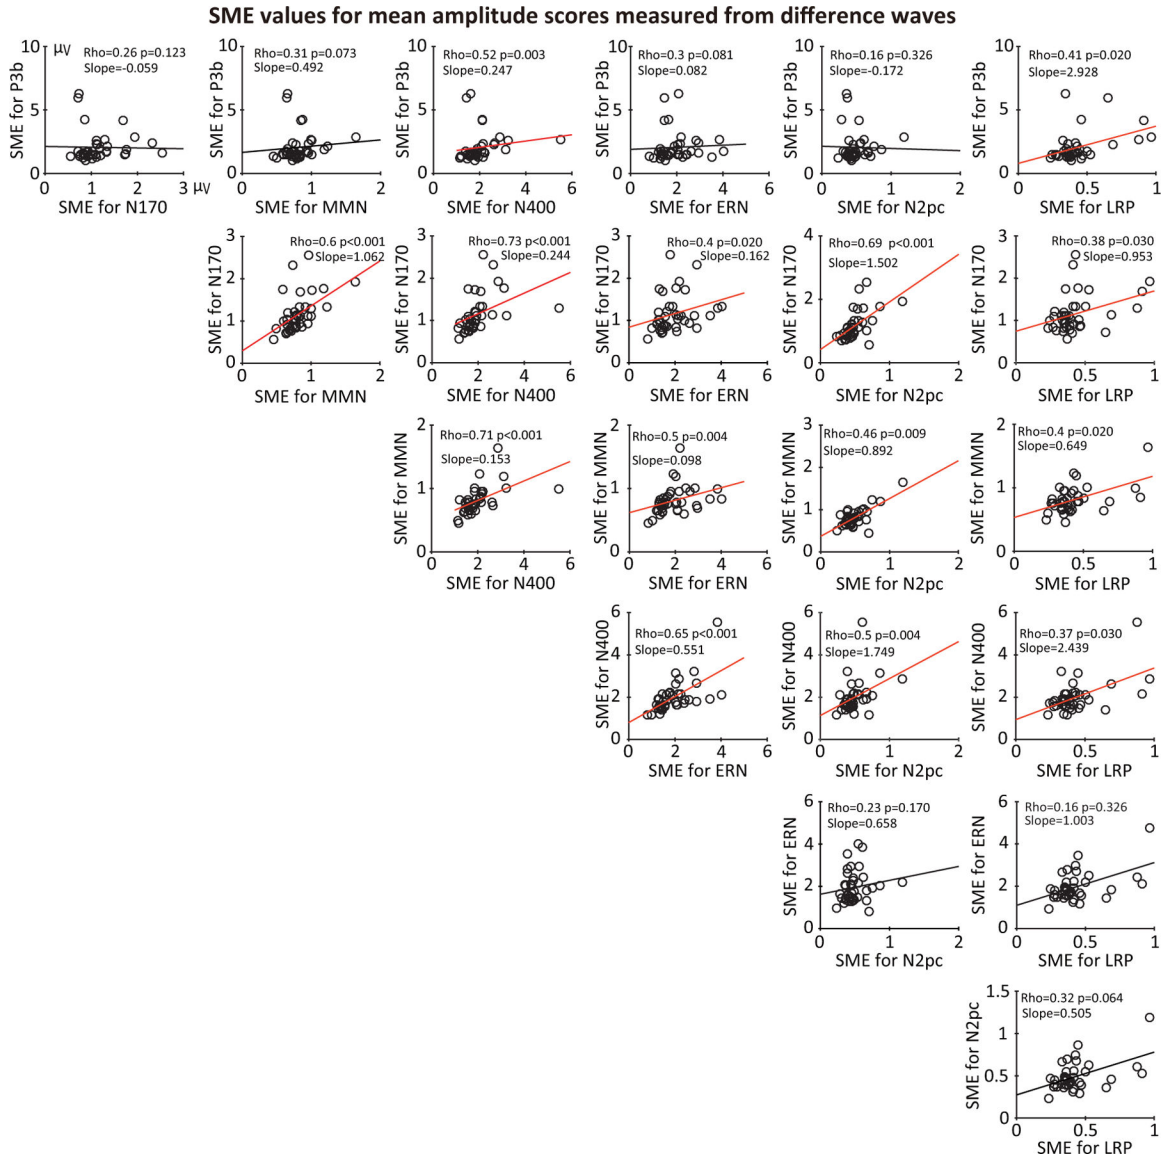 SME values for mean amplitude scores measured from difference waves
SME for P3b
10
5
0
μv
Rho=0.26 p=0.123
Slope=-0.059
0
1
2
3
μv
SME for N170
SME for P3b
10
5
0
Rho=0.31 p=0.073
Slope=0.492
0
1
2
SME for MMN
SME for P3b
10
5
0
Rho=0.52 p=0.003
Slope=0.247
0
2
4
6
SME for N400
SME for P3b
10
5
0
Rho=0.3 p=0.081
Slope=0.082
0
2
4
6
SME for ERN
SME for P3b
10
5
0
Rho=0.16 p=0.326
Slope=-0.172
0
1
2
SME for N2pc
SME for P3b
10
5
0
Rho=0.41 p=0.020
Slope=2.928
0
0.5
1
SME for LRP
SME for N170
3
2
1
0
Rho=0.6 p<0.001
Slope=1.062
0
1
2
SME for MMN
SME for N170
3
2
1
0
Rho=0.73 p<0.001
Slope=0.244
0
2
4
6
SME for N400
SME for N170
3
2
1
0
Rho=0.4 p=0.020
Slope=0.162
0
2
4
6
SME for ERN
SME for N170
4
2
1
0
Rho=0.69 p<0.001
Slope=1.502
0
1
2
SME for N2pc
SME for N170
3
2
1
0
Rho=0.38 p=0.030
Slope=0.953
0
0.5
1
SME for LRP
SME for MMN
2
1
0
Rho=0.71 p<0.001
Slope=0.153
0
2
4
6
SME for N400
SME for MMN
2
1
0
Rho=0.5 p=0.004
Slope=0.098
0
2
4
6
SME for ERN
SME for MMN
3
2
1
0
Rho=0.46 p=0.009
Slope=0.892
0
1
2
SME for N2pc
SME for MMN
2
1
0
Rho=0.4 p=0.020
Slope=0.649
0
0.5
1
SME for LRP
SME for N400
6
4
2
0
Rho=0.65 p<0.001
Slope=0.551
0
2
4
6
SME for ERN
SME for N400
6
4
2
0
Rho=0.5 p=0.004
Slope=1.749
0
1
2
SME for N2pc
SME for N400
6
4
2
0
Rho=0.37 p=0.030
Slope=2.439
0
0.5
1
SME for LRP
SME for ERN
6
4
2
0
Rho=0.23 p=0.170
Slope=0.658
0
1
2
SME for N2pc
SME for ERN
6
4
2
0
Rho=0.16 p=0.326
Slope=1.003
0
0.5
1
SME for LRP
SME for N2pc
1.5
1
0.5
0
Rho=0.32 p=0.064
Slope=0.505
0
0.5
1
SME for LRP